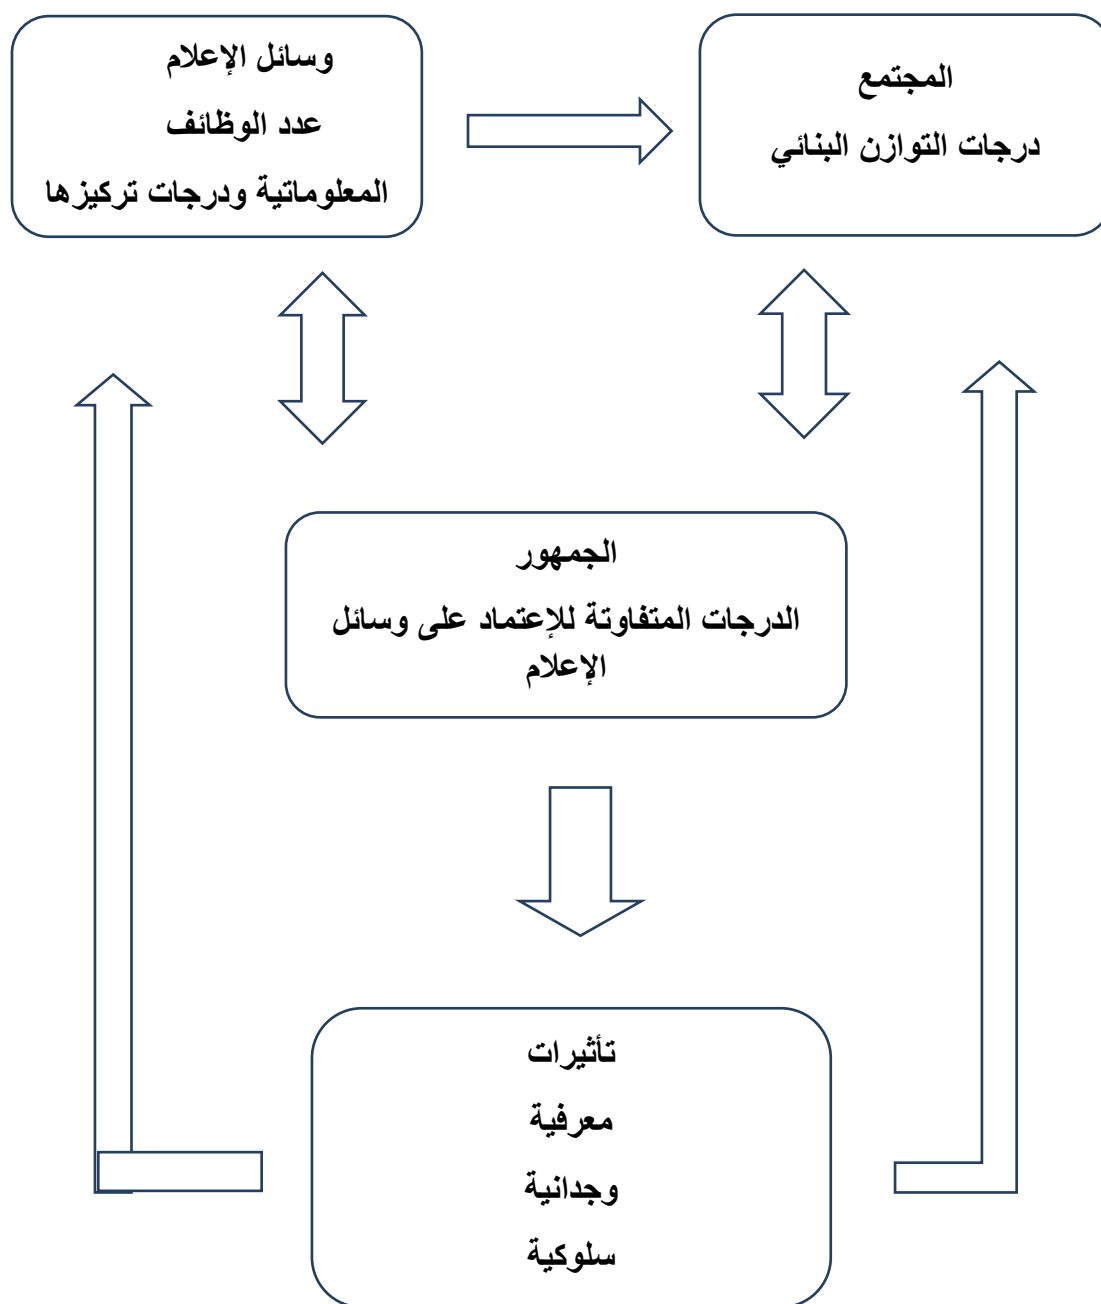 المجتمع
درجات التوازن البنائي
وسائل الإعلام
عدد الوظائف
المعلوماتية ودرجات تركيزها
الجمهور
الدرجات المتفاوتة للإعتماد على وسائل
الإعلام
تأثيرات
معرفية
وجدانية
سلوكية